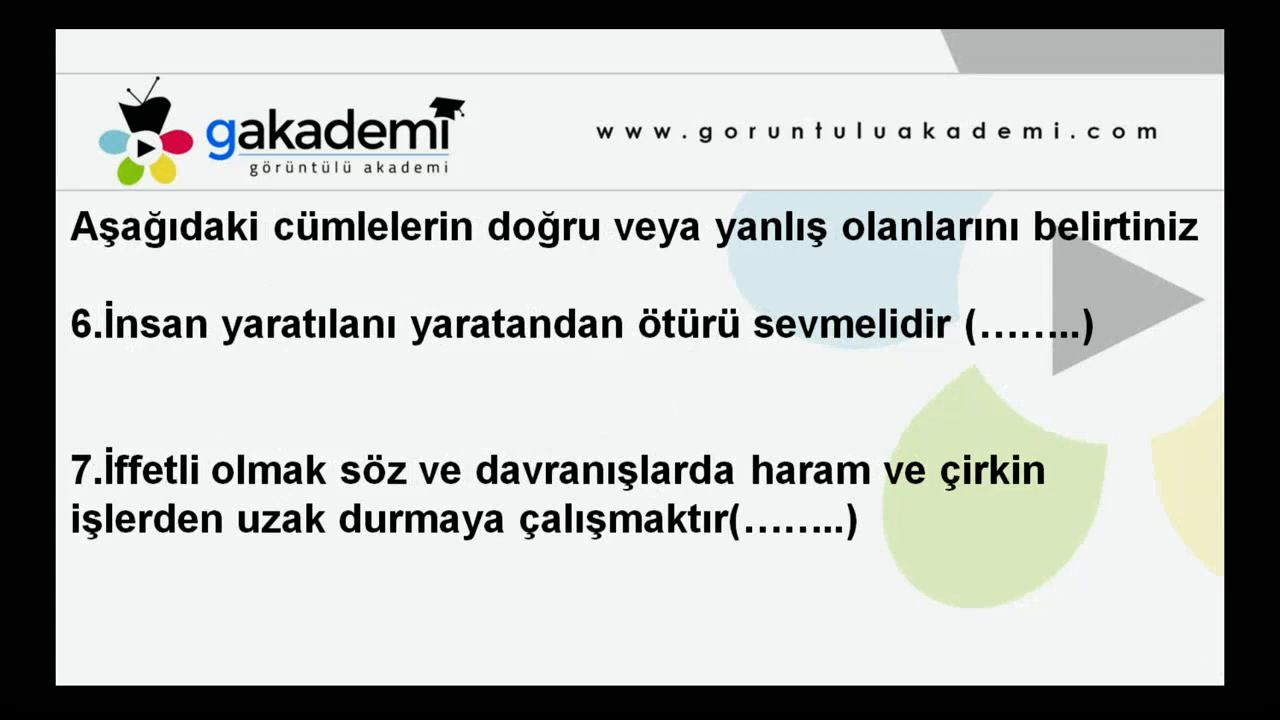 gakademi
görüntülü akademi
www.goruntuluakademi.com
Aşağıdaki cümlelerin doğru veya yanlış olanlarını belirtiniz
6.İnsan yaratılanı yaratandan ötürü sevmelidir (……..)
7.İffetli olmak söz ve davranışlarda haram ve çirkin
işlerden uzak durmaya çalışmaktır(……..)